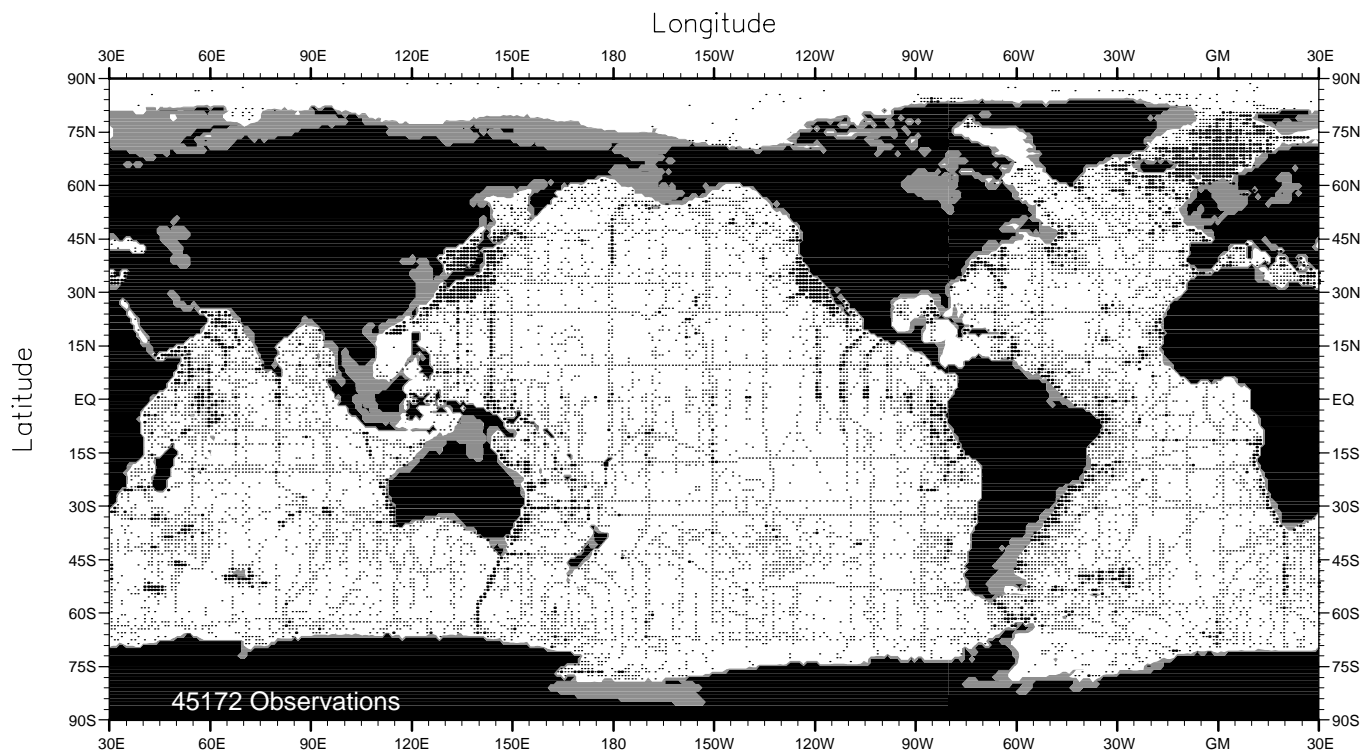 Longitude
30E 60E 90E 120E 150E 180 150W 120W 90W 60W 30W GM 30E
90N 90N
75N 75N
60N 60N
45N 45N
30N 30N
15N 15N
Latitude
EQ EQ
15S 15S
30S 30S
45S 45S
60S 60S
75S 75S
45172 Observations
90S 90S
30E 60E 90E 120E 150E 180 150W 120W 90W 60W 30W GM 30E